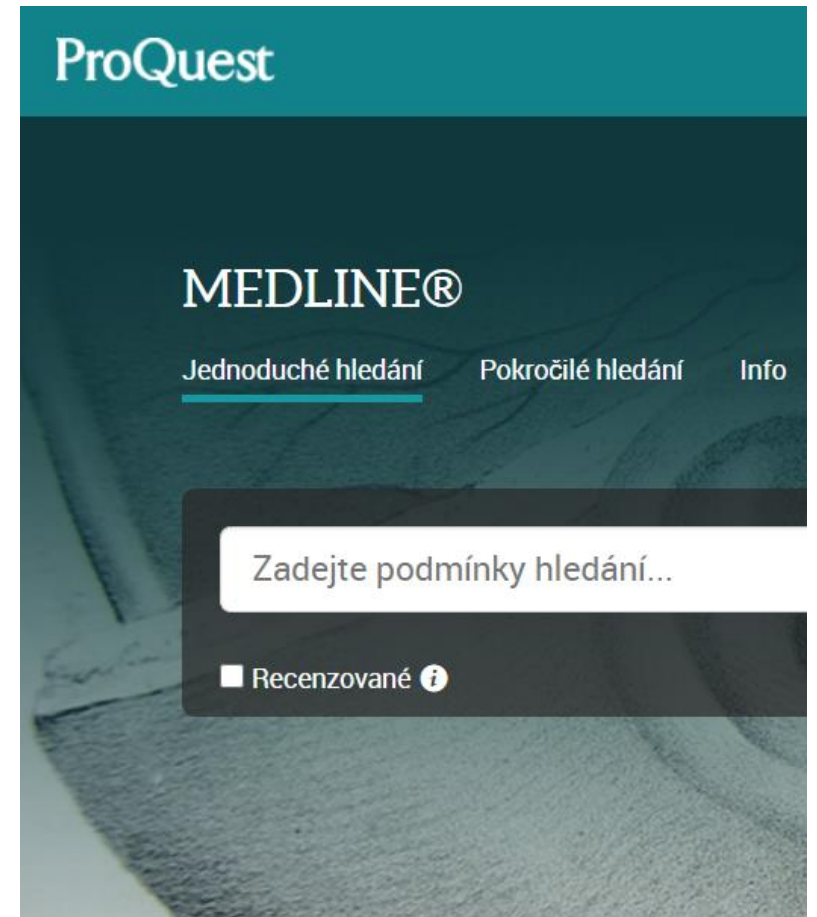 ProQuest
MEDLINE®
Jednoduché hledání Pokročilé hledání Info
Zadejte podmínky hledání...
Recenzované